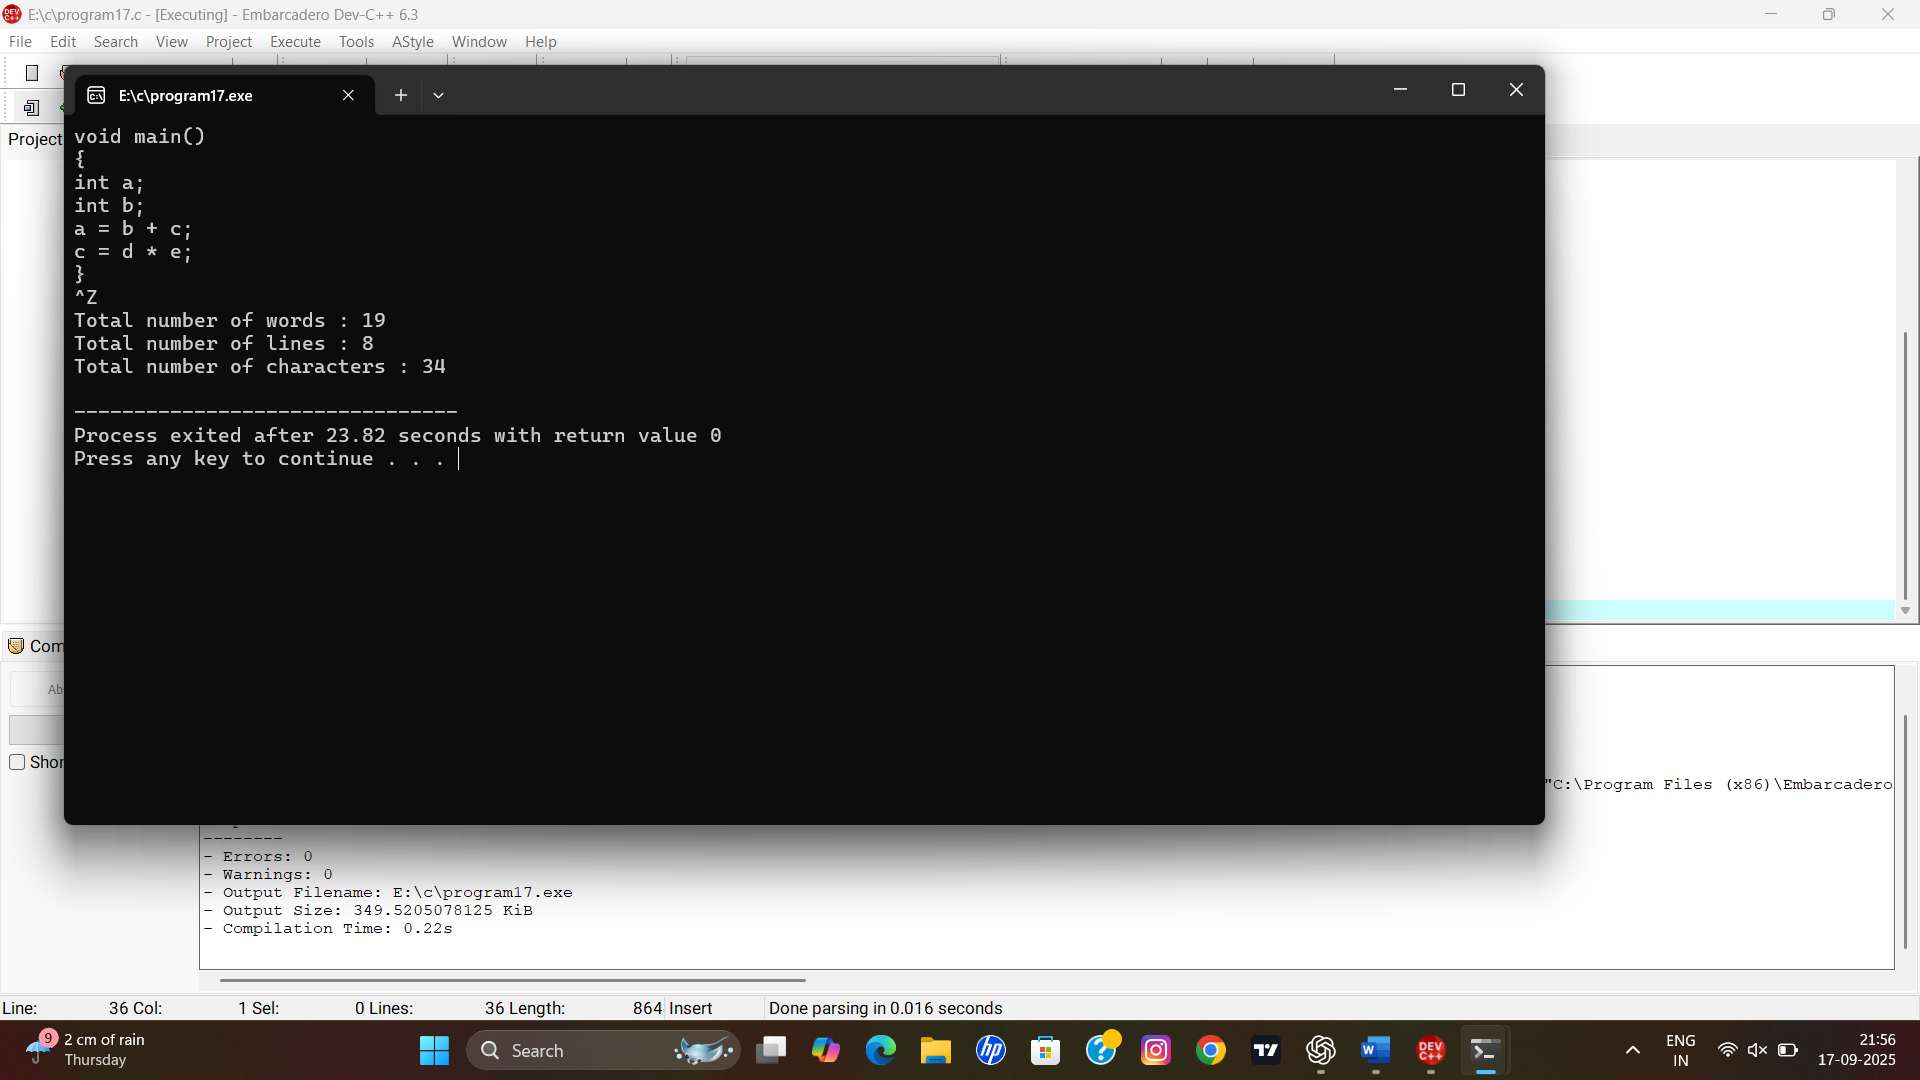 E:\c\program17.c - [Executing] - Embarcadero Dev-C++ 6.3
File Edit Search View Project Execute Tools AStyle Window Help
E:\c\program17.exe
Project
void main()
{
int a;
int b;
a = b + c;
c = d * e;
}
^Z
Total number of words : 19
Total number of lines : 8
Total number of characters : 34
--------------------------------
Process exited after 23.82 seconds with return value 0
Press any key to continue . . .
Com
Ab
Shor
"C:\Program Files (x86)\Embarcadero
--------
- Errors: 0
- Warnings: 0
- Output Filename: E:\c\program17.exe
- Output Size: 349.5205078125 KiB
- Compilation Time: 0.22s
Line: 36 Col: 1 Sel: 0 Lines: 36 Length: 864 Insert Done parsing in 0.016 seconds
9
2 cm of rain
Thursday
Search
hp
DEV C++
ENG
IN
21:56
17-09-2025